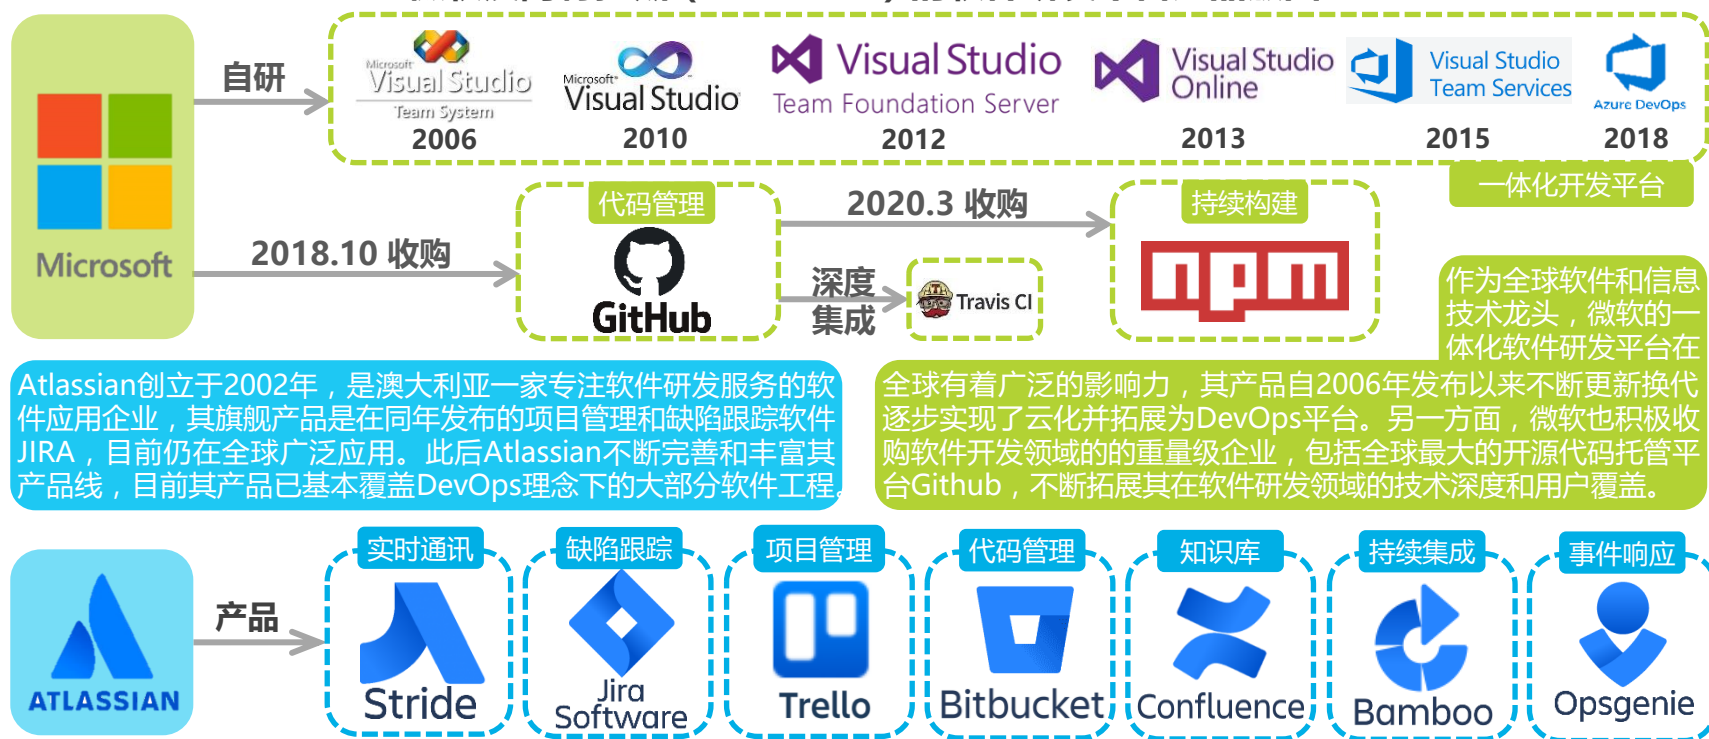 自研
Microsoft
Visual Studio
Team System
2006
Microsoft
Visual Studio
2010
Visual Studio
Team Foundation Server
2012
Visual Studio
Online
2013
Visual Studio
Team Services
2015
Azure DevOps
2018
一体化开发平台
Microsoft
2018.10 收购
代码管理
GitHub
2020.3 收购
深度
集成
Travis CI
持续构建
npm
作为全球软件和信息
技术龙头，微软的一
体化软件研发平台在
全球有着广泛的影响力，其产品自2006年发布以来不断更新换代
逐步实现了云化并拓展为DevOps平台。另一方面，微软也积极收
购软件开发领域的的重量级企业，包括全球最大的开源代码托管平
台Github，不断拓展其在软件研发领域的技术深度和用户覆盖。
Atlassian创立于2002年，是澳大利亚一家专注软件研发服务的软
件应用企业，其旗舰产品是在同年发布的项目管理和缺陷跟踪软件
JIRA，目前仍在全球广泛应用。此后Atlassian不断完善和丰富其
产品线，目前其产品已基本覆盖DevOps理念下的大部分软件工程。
ATLASSIAN
产品
实时通讯
Stride
缺陷跟踪
Jira
Software
项目管理
Trello
代码管理
Bitbucket
知识库
Confluence
持续集成
Bamboo
事件响应
Opsgenie